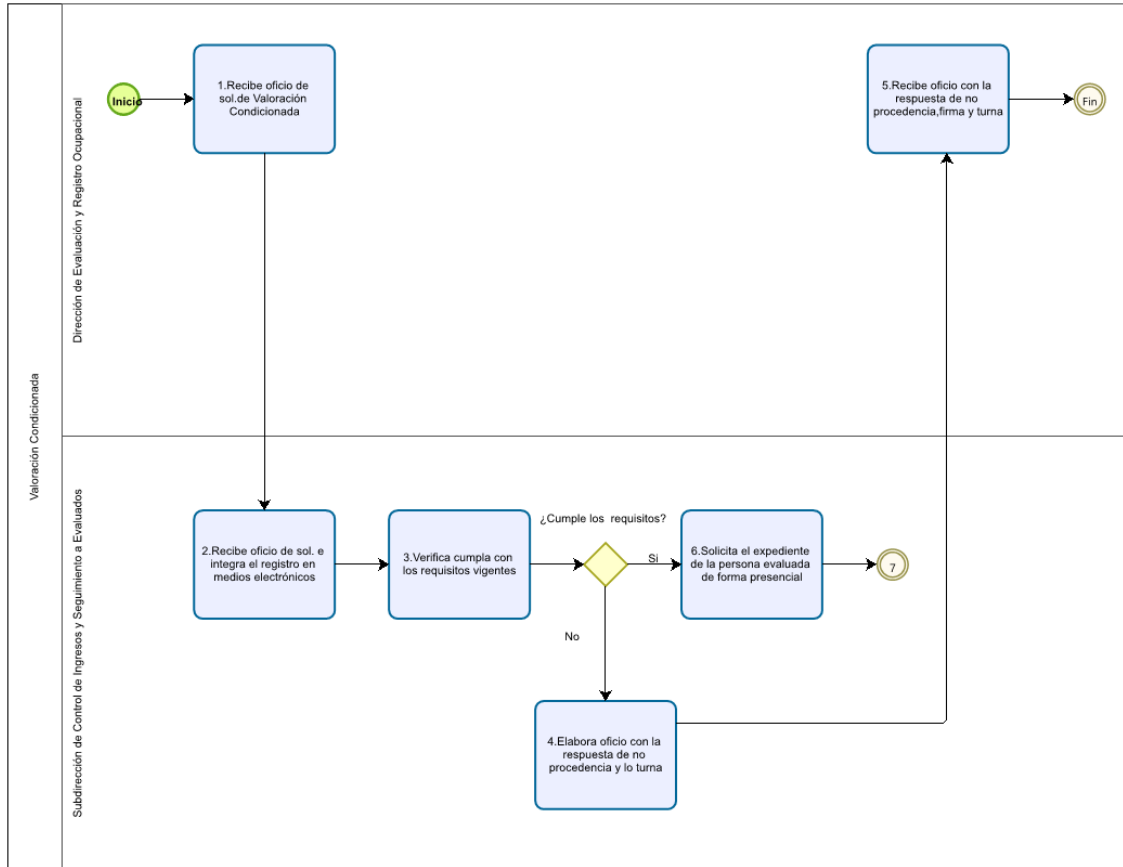 Valoración Condicionada
Dirección de Evaluación y Registro Ocupacional
Inicio
1.Recibe oficio de
sol.de Valoración
Condicionada
5.Recibe oficio con la
respuesta de no
procedencia,firma y turna
Fin
Subdirección de Control de Ingresos y Seguimiento a Evaluados
2.Recibe oficio de sol. e
integra el registro en
medios electrónicos
3.Verifica cumpla con
los requisitos vigentes
¿Cumple los requisitos?
Si
6.Solicita el expediente
de la persona evaluada
de forma presencial
7
No
4.Elabora oficio con la
respuesta de no
procedencia y lo turna